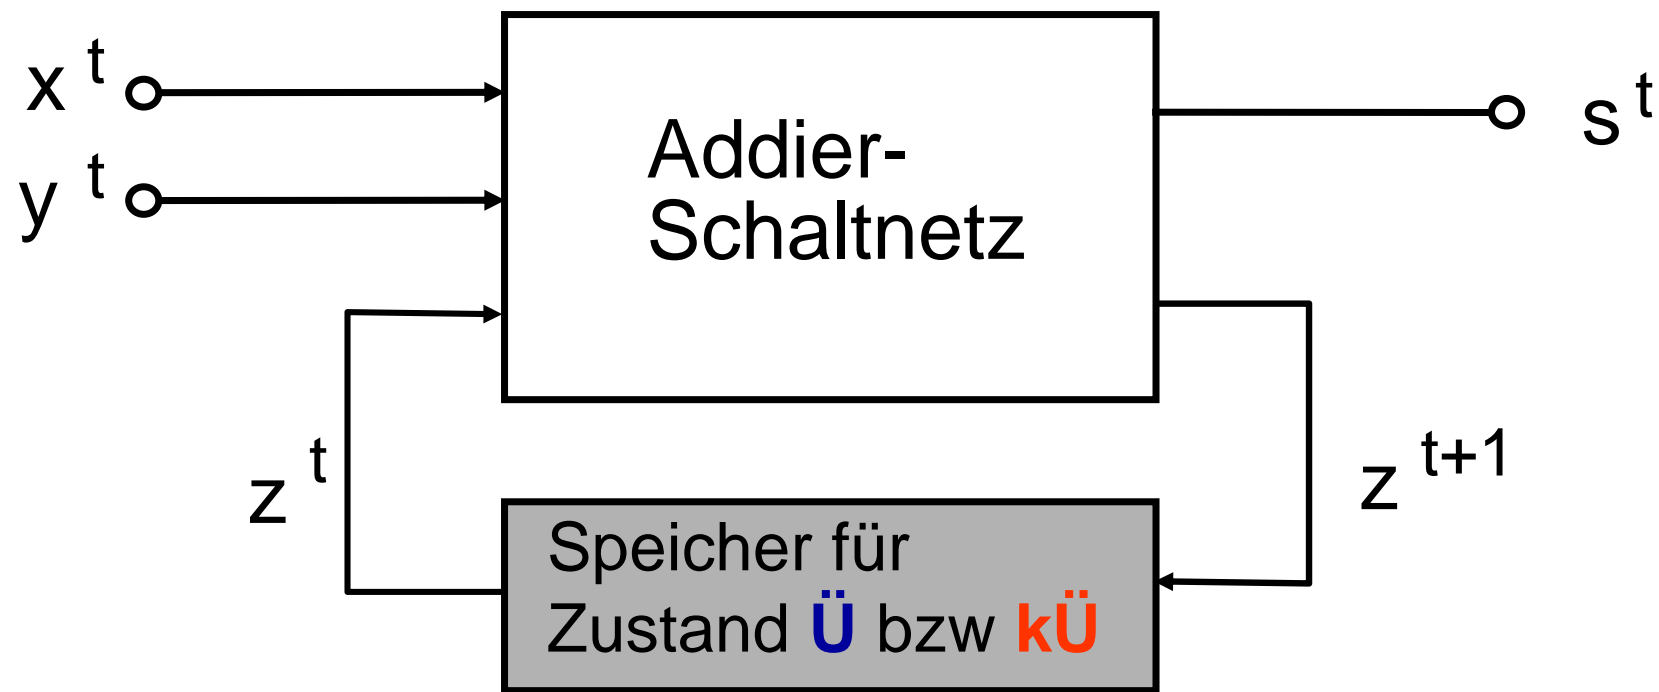 x t
y t
Addier-
Schaltnetz
s t
z t
z t+1
Speicher für
Zustand Ü bzw kÜ